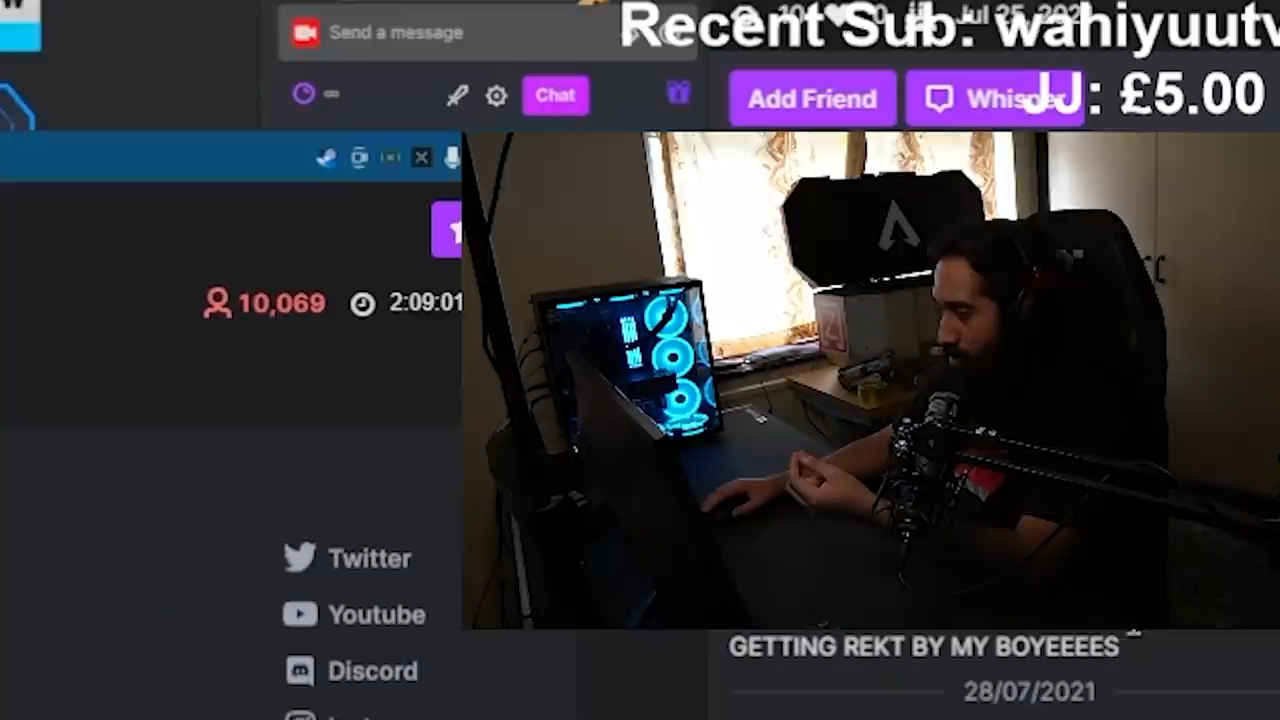 Send a message
Recent Sub: wahiyuutv
Chat
Add Friend
Whisper
JJ: £5.00
10,069
2:09:01
Twitter
Youtube
Discord
GETTING REKT BY MY BOYEEEES
28/07/2021